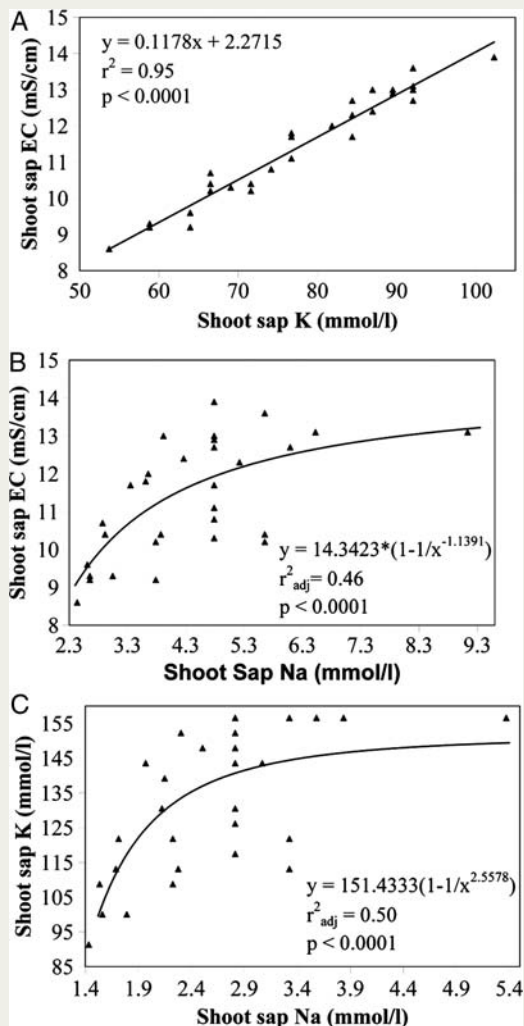 A
y = 0.1178x + 2.2715
r² = 0.95
p < 0.0001
Shoot sap EC (mS/cm)
15
14
13
12
11
10
9
8
50 60 70 80 90 100
Shoot sap K (mmol/l)
B
Shoot sap EC (mS/cm)
15
14
13
12
11
10
9
8
y = 14.3423*(1-1/x^-1.1391)
r²adj = 0.46
p < 0.0001
2.3 3.3 4.3 5.3 6.3 7.3 8.3 9.3
Shoot Sap Na (mmol/l)
C
Shoot sap K (mmol/l)
155
145
135
125
115
105
95
85
y = 151.4333(1-1/x^2.5578)
r²adj = 0.50
p < 0.0001
1.4 1.9 2.4 2.9 3.4 3.9 4.4 4.9 5.4
Shoot sap Na (mmol/l)